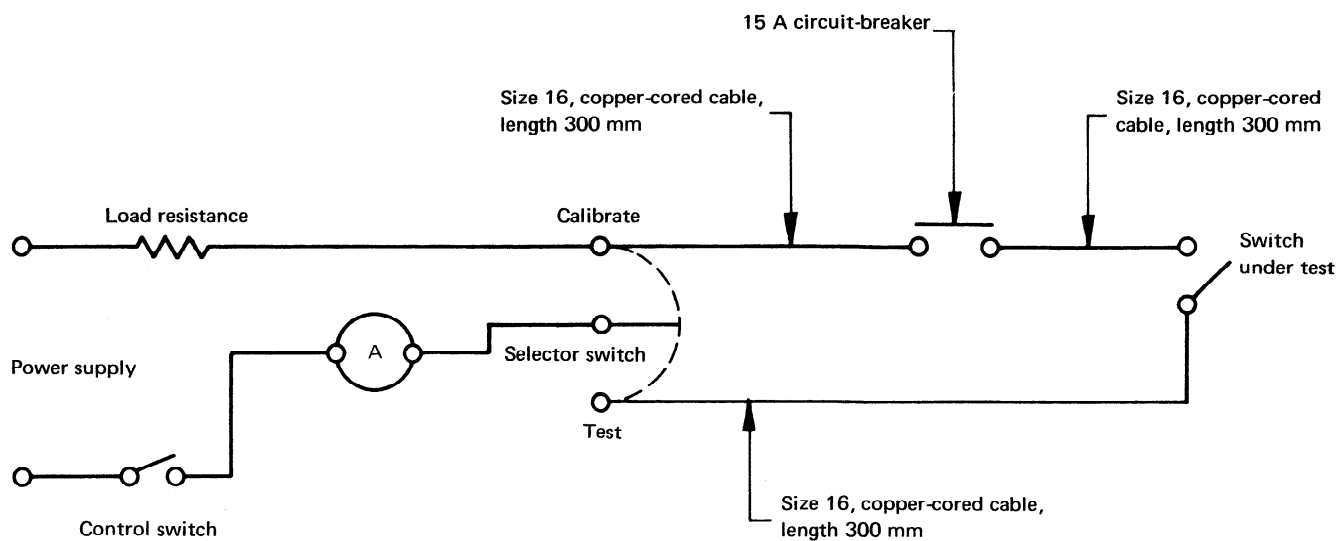 15 A circuit-breaker
Size 16, copper-cored cable,
length 300 mm
Size 16, copper-cored
cable, length 300 mm
Load resistance
Calibrate
Switch
under test
A
Selector switch
Power supply
Test
Size 16, copper-cored cable,
length 300 mm
Control switch